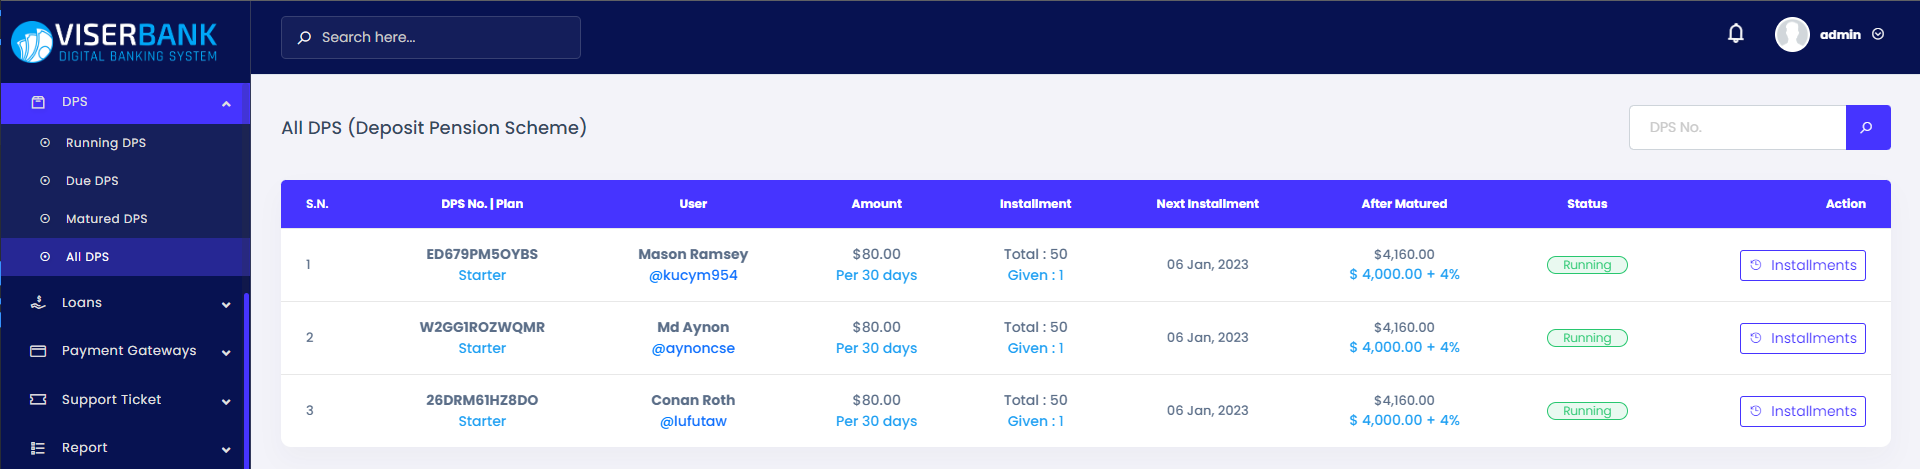 VISERBANK
DIGITAL BANKING SYSTEM
Search here...
admin
DPS
Running DPS
Due DPS
Matured DPS
All DPS
Loans
Payment Gateways
Support Ticket
Report
All DPS (Deposit Pension Scheme)
DPS No.
S.N. DPS No. | Plan User Amount Installment Next Installment After Matured Status Action
1 ED679PM5OYBS Mason Ramsey $80.00 Total : 50 06 Jan, 2023 $4,160.00 Running Installments
Starter @kucym954 Per 30 days Given : 1 $ 4,000.00 + 4%
2 W2GG1ROZWQMR Md Aynon $80.00 Total : 50 06 Jan, 2023 $4,160.00 Running Installments
Starter @aynoncse Per 30 days Given : 1 $ 4,000.00 + 4%
3 26DRM61HZ8DO Conan Roth $80.00 Total : 50 06 Jan, 2023 $4,160.00 Running Installments
Starter @lufutaw Per 30 days Given : 1 $ 4,000.00 + 4%